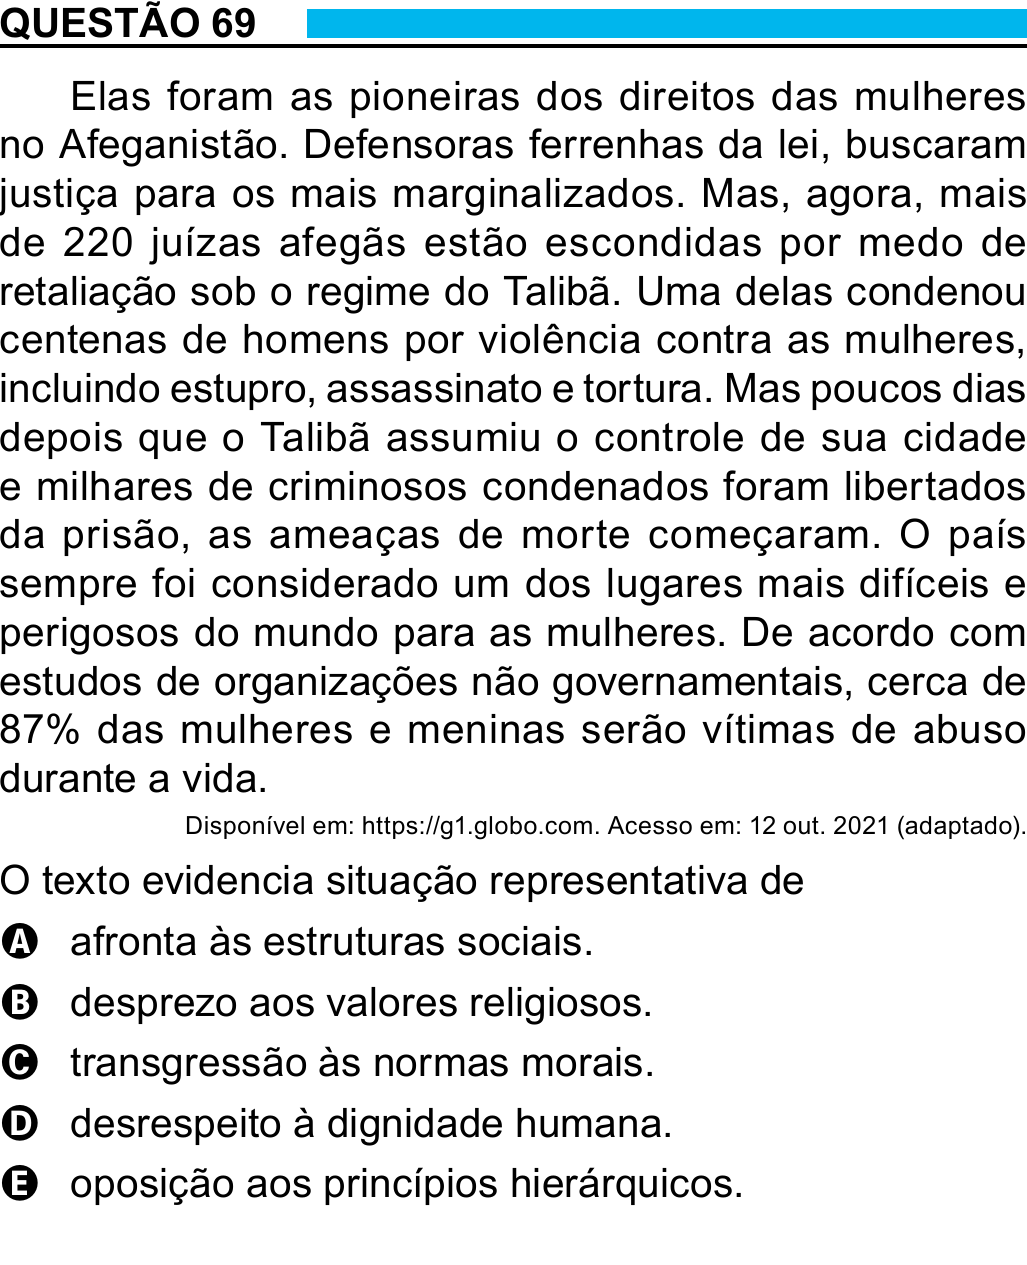 QUESTÃO 69
Elas foram as pioneiras dos direitos das mulheres
no Afeganistão. Defensoras ferrenhas da lei, buscaram
justiça para os mais marginalizados. Mas, agora, mais
de 220 juízas afegãs estão escondidas por medo de
retaliação sob o regime do Talibã. Uma delas condenou
centenas de homens por violência contra as mulheres,
incluindo estupro, assassinato e tortura. Mas poucos dias
depois que o Talibã assumiu o controle de sua cidade
e milhares de criminosos condenados foram libertados
da prisão, as ameaças de morte começaram. O país
sempre foi considerado um dos lugares mais difíceis e
perigosos do mundo para as mulheres. De acordo com
estudos de organizações não governamentais, cerca de
87% das mulheres e meninas serão vítimas de abuso
durante a vida.
Disponível em: https://g1.globo.com. Acesso em: 12 out. 2021 (adaptado).
O texto evidencia situação representativa de
A afronta às estruturas sociais.
B desprezo aos valores religiosos.
C transgressão às normas morais.
D desrespeito à dignidade humana.
E oposição aos princípios hierárquicos.